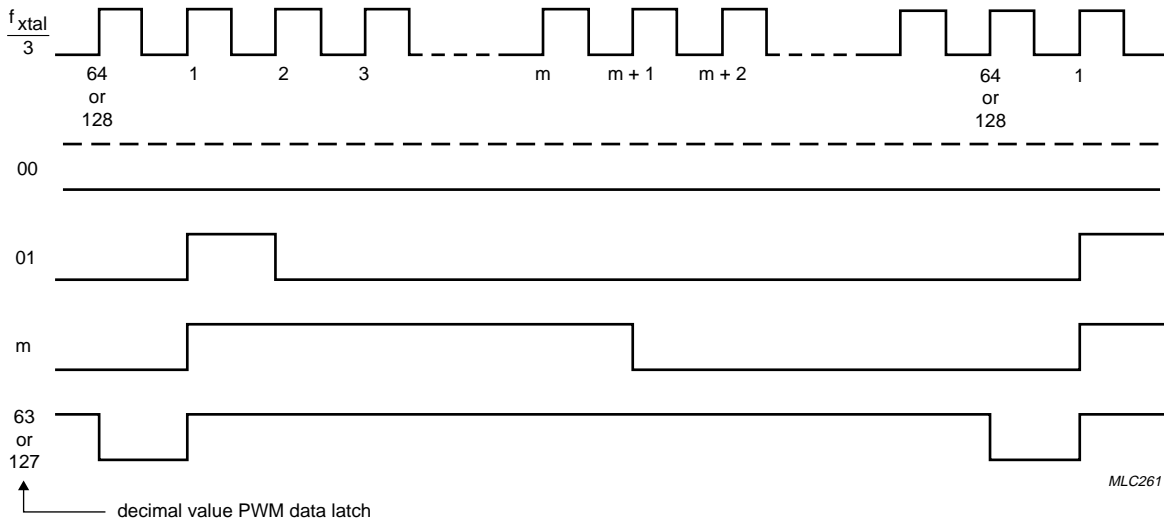 f xtal
3
64 1 2 3 m m + 1 m + 2 64 1
or or
128 128
00
01
m
63
or
127
MLC261
decimal value PWM data latch